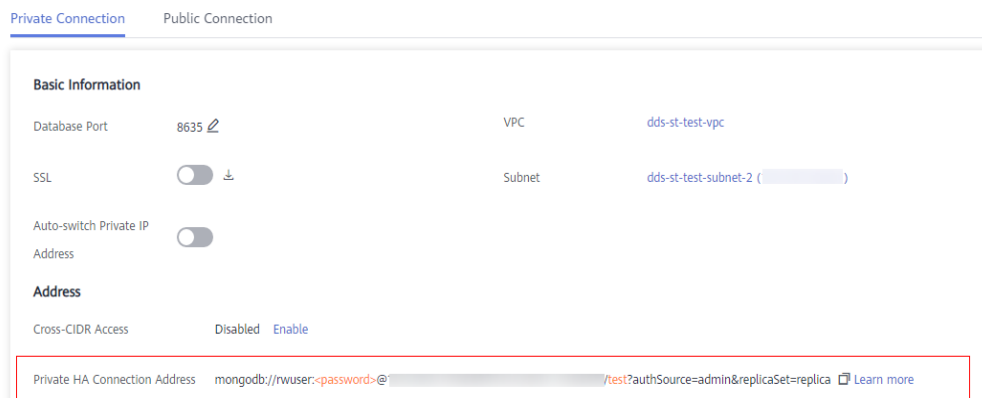 Private Connection Public Connection
Basic Information
Database Port 8635 VPC dds-st-test-vpc
SSL Subnet dds-st-test-subnet-2 ( )
Auto-switch Private IP
Address
Address
Cross-CIDR Access Disabled Enable
Private HA Connection Address mongodb://rwuser:<password>@ /test?authSource=admin&replicaSet=replica Learn more